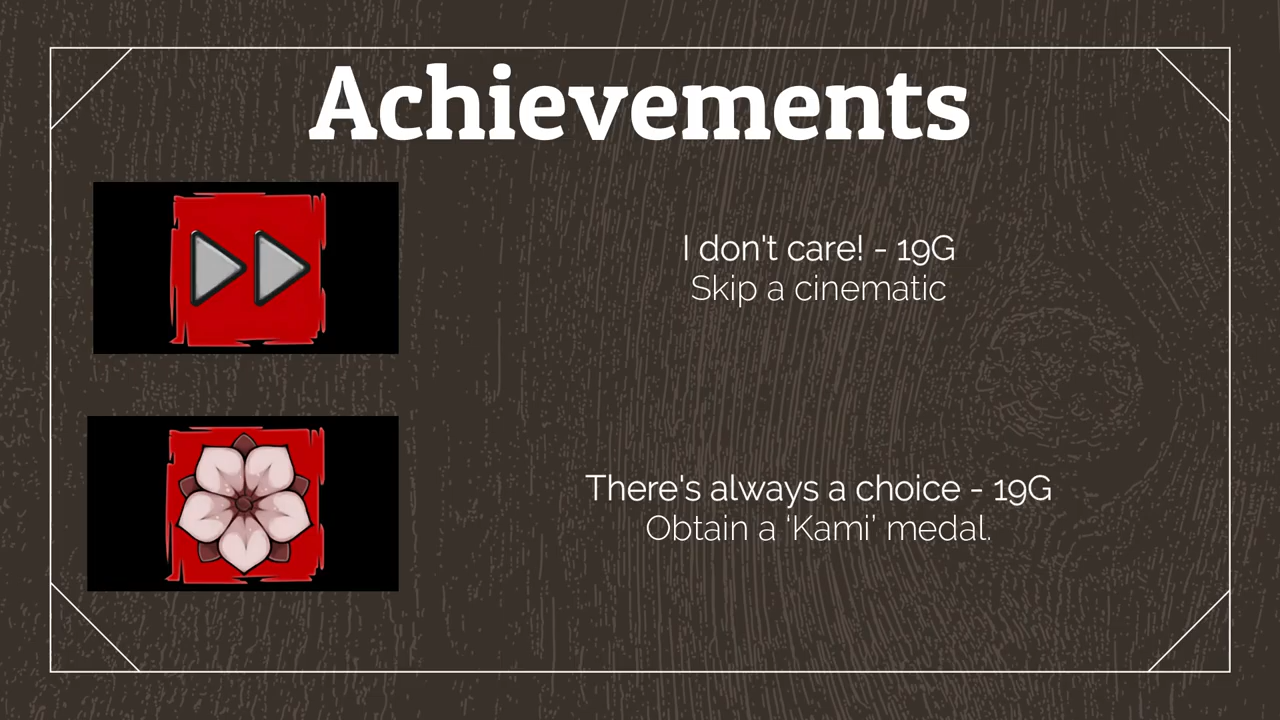 Achievements
I don't care! - 19G
Skip a cinematic
There's always a choice - 19G
Obtain a ‘Kami’ medal.